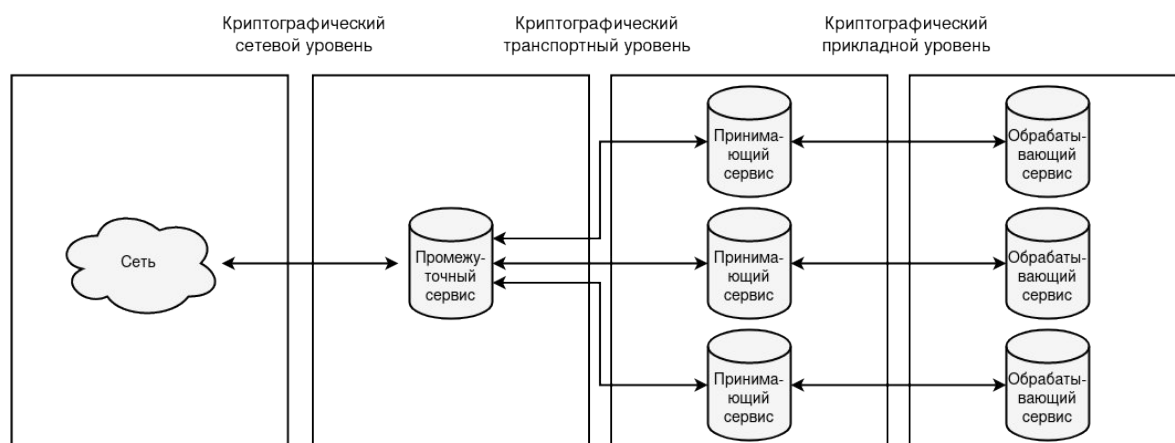 Криптографический
сетевой уровень
Криптографический
транспортный уровень
Криптографический
прикладной уровень
Принима-
ющий
сервис
Обрабаты-
вающий
сервис
Сеть
Промежу-
точный
сервис
Принима-
ющий
сервис
Обрабаты-
вающий
сервис
Принима-
ющий
сервис
Обрабаты-
вающий
сервис